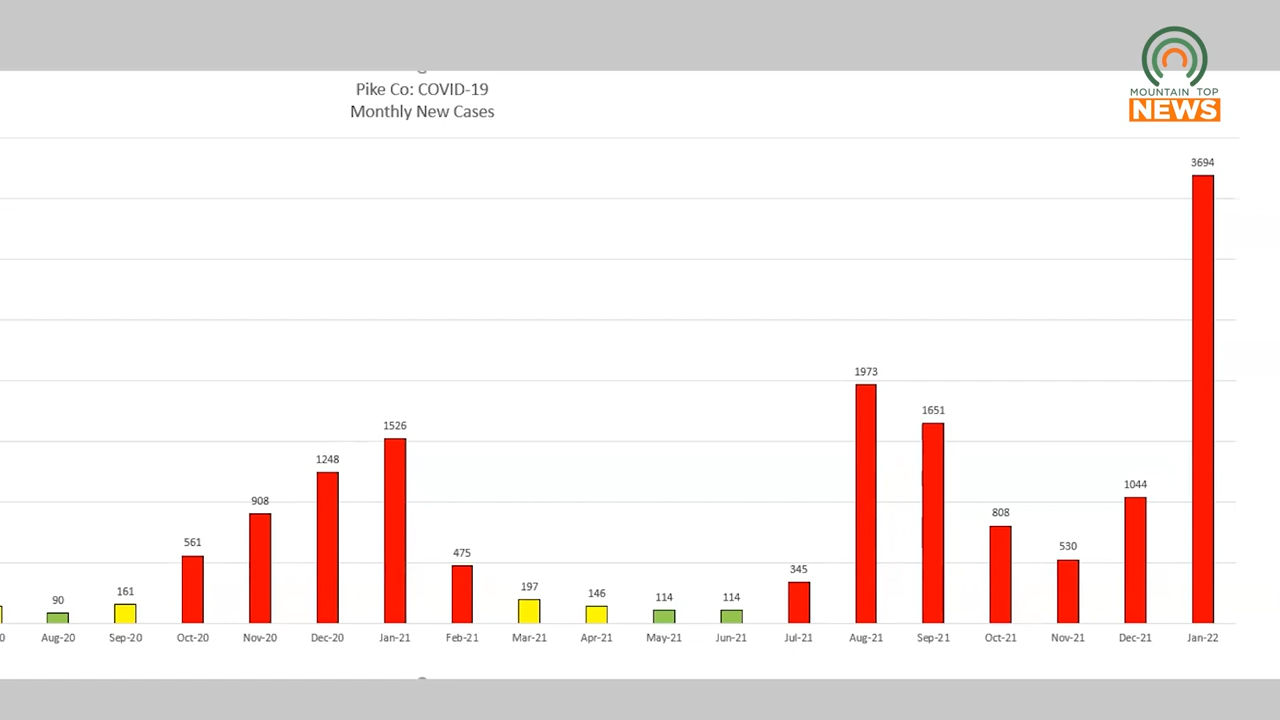 MOUNTAIN TOP
NEWS
Pike Co: COVID-19
Monthly New Cases
3694
1973
1651
1526
1248
1044
908
808
561
530
475
345
197
161
146
114
114
90
0
Aug-20
Sep-20
Oct-20
Nov-20
Dec-20
Jan-21
Feb-21
Mar-21
Apr-21
May-21
Jun-21
Jul-21
Aug-21
Sep-21
Oct-21
Nov-21
Dec-21
Jan-22